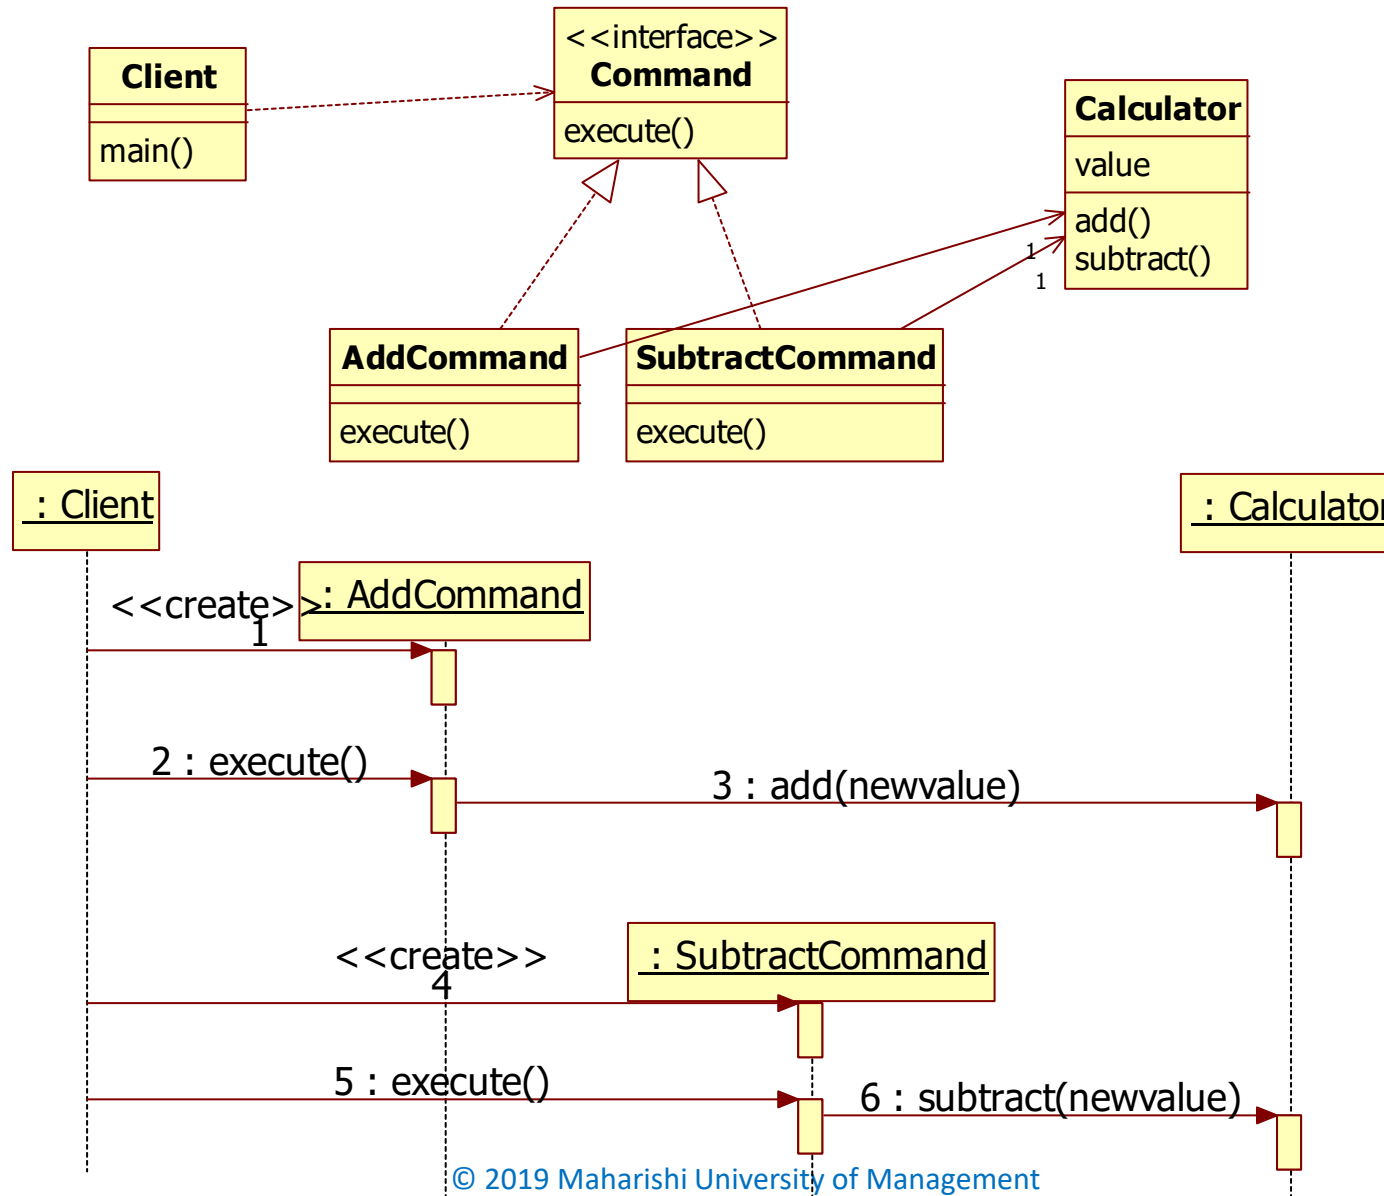 <<interface>>
Command
execute()
Client
main()
Calculator
value
add()
subtract()
1
1
AddCommand
execute()
SubtractCommand
execute()
: Client
: Calculator
: AddCommand
<<create>>
1
2 : execute()
3 : add(newvalue)
: SubtractCommand
<<create>>
4
5 : execute()
6 : subtract(newvalue)
© 2019 Maharishi University of Management